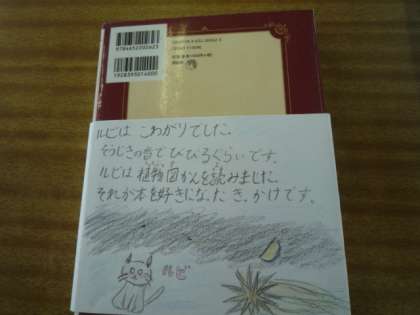 9784652202623
1928395014000
ルビは こわがりでした。
そうじきの音でびびるぐらいです。
ルビは植物図かんを読みました。
それが本を好きになったきっかけです。
ルビ